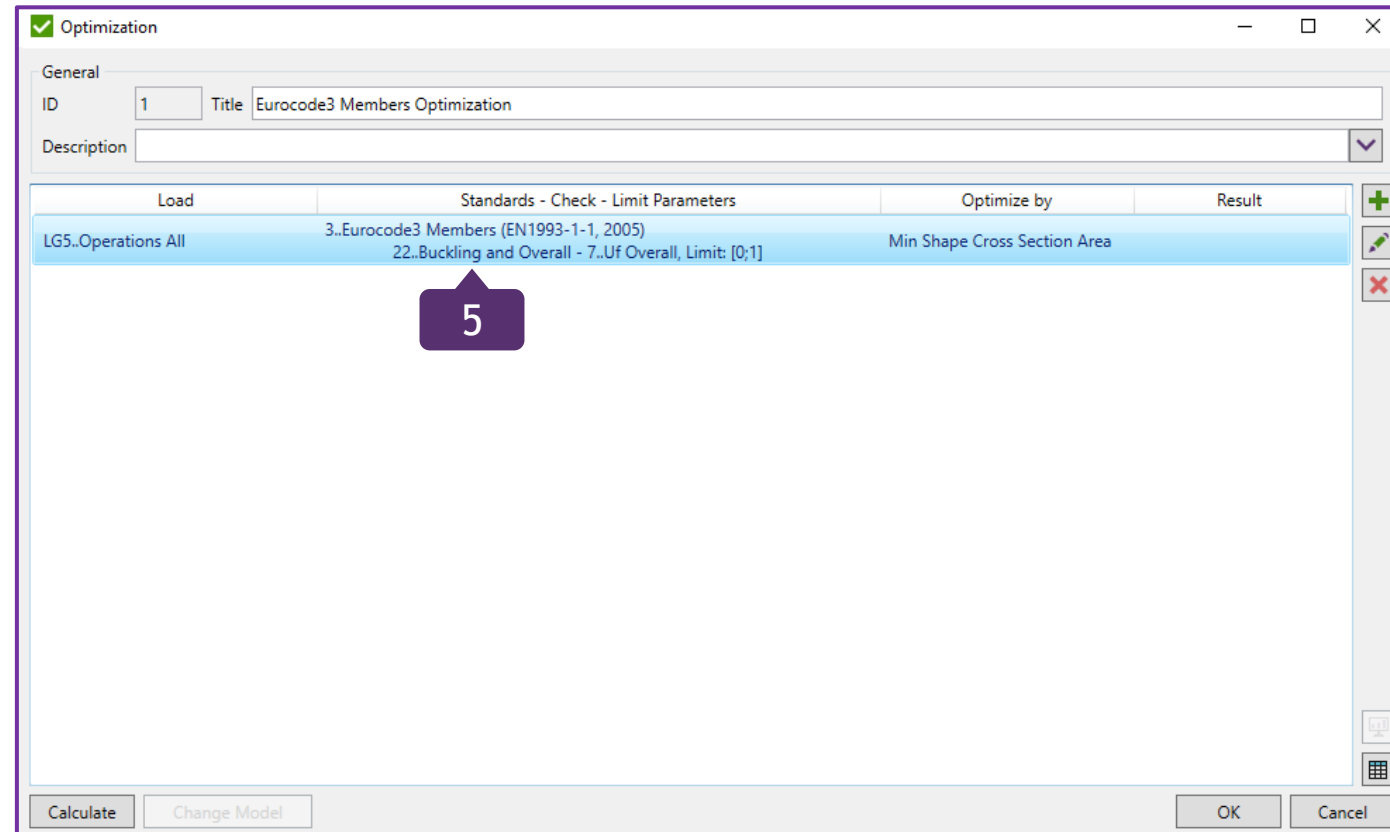 Optimization
General
ID 1 Title Eurocode3 Members Optimization
Description
Load Standards - Check - Limit Parameters Optimize by Result
LG5..Operations All 3..Eurocode3 Members (EN1993-1-1, 2005) Min Shape Cross Section Area
22..Buckling and Overall - 7..Uf Overall, Limit: [0;1]
5
Calculate Change Model OK Cancel